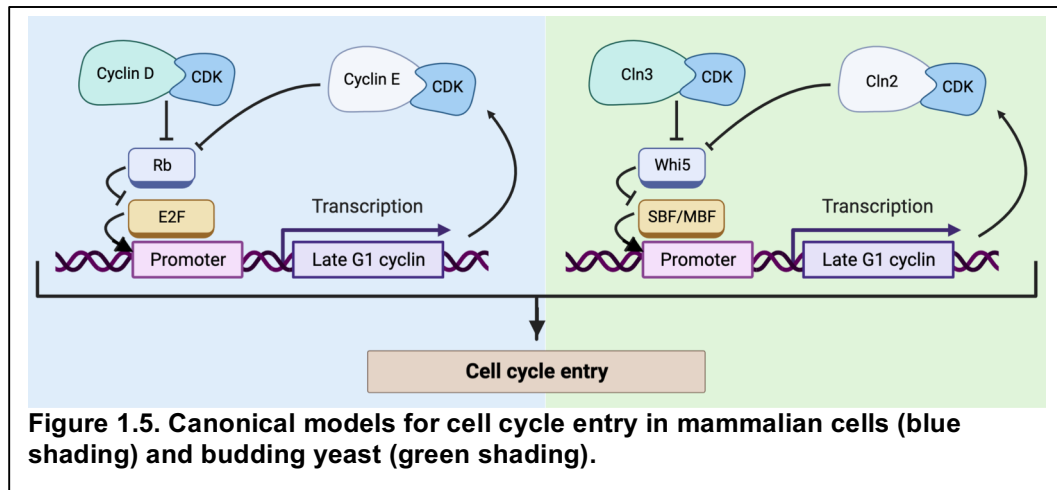 Cyclin D
CDK
Cyclin E
CDK
Rb
E2F
Transcription
Promoter
Late G1 cyclin
Cln3
CDK
Cln2
CDK
Whi5
SBF/MBF
Transcription
Promoter
Late G1 cyclin
Cell cycle entry
Figure 1.5. Canonical models for cell cycle entry in mammalian cells (blue
shading) and budding yeast (green shading).